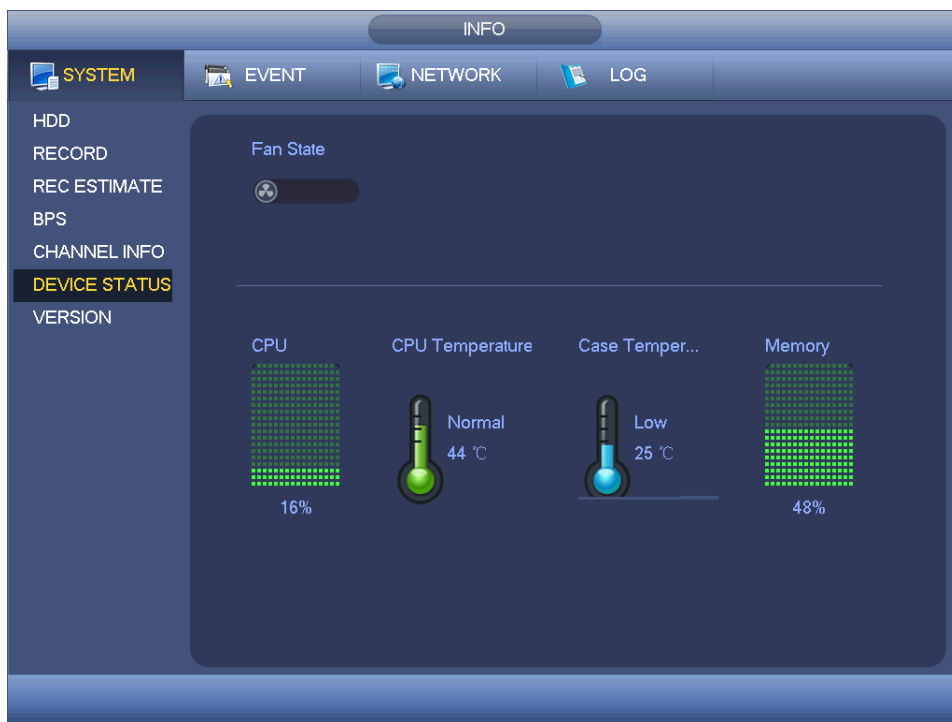 INFO
SYSTEM EVENT NETWORK LOG
HDD
RECORD
REC ESTIMATE
BPS
CHANNEL INFO
DEVICE STATUS
VERSION
Fan State
CPU CPU Temperature Case Temper... Memory
Normal Low
44 ℃ 25 ℃
16% 48%